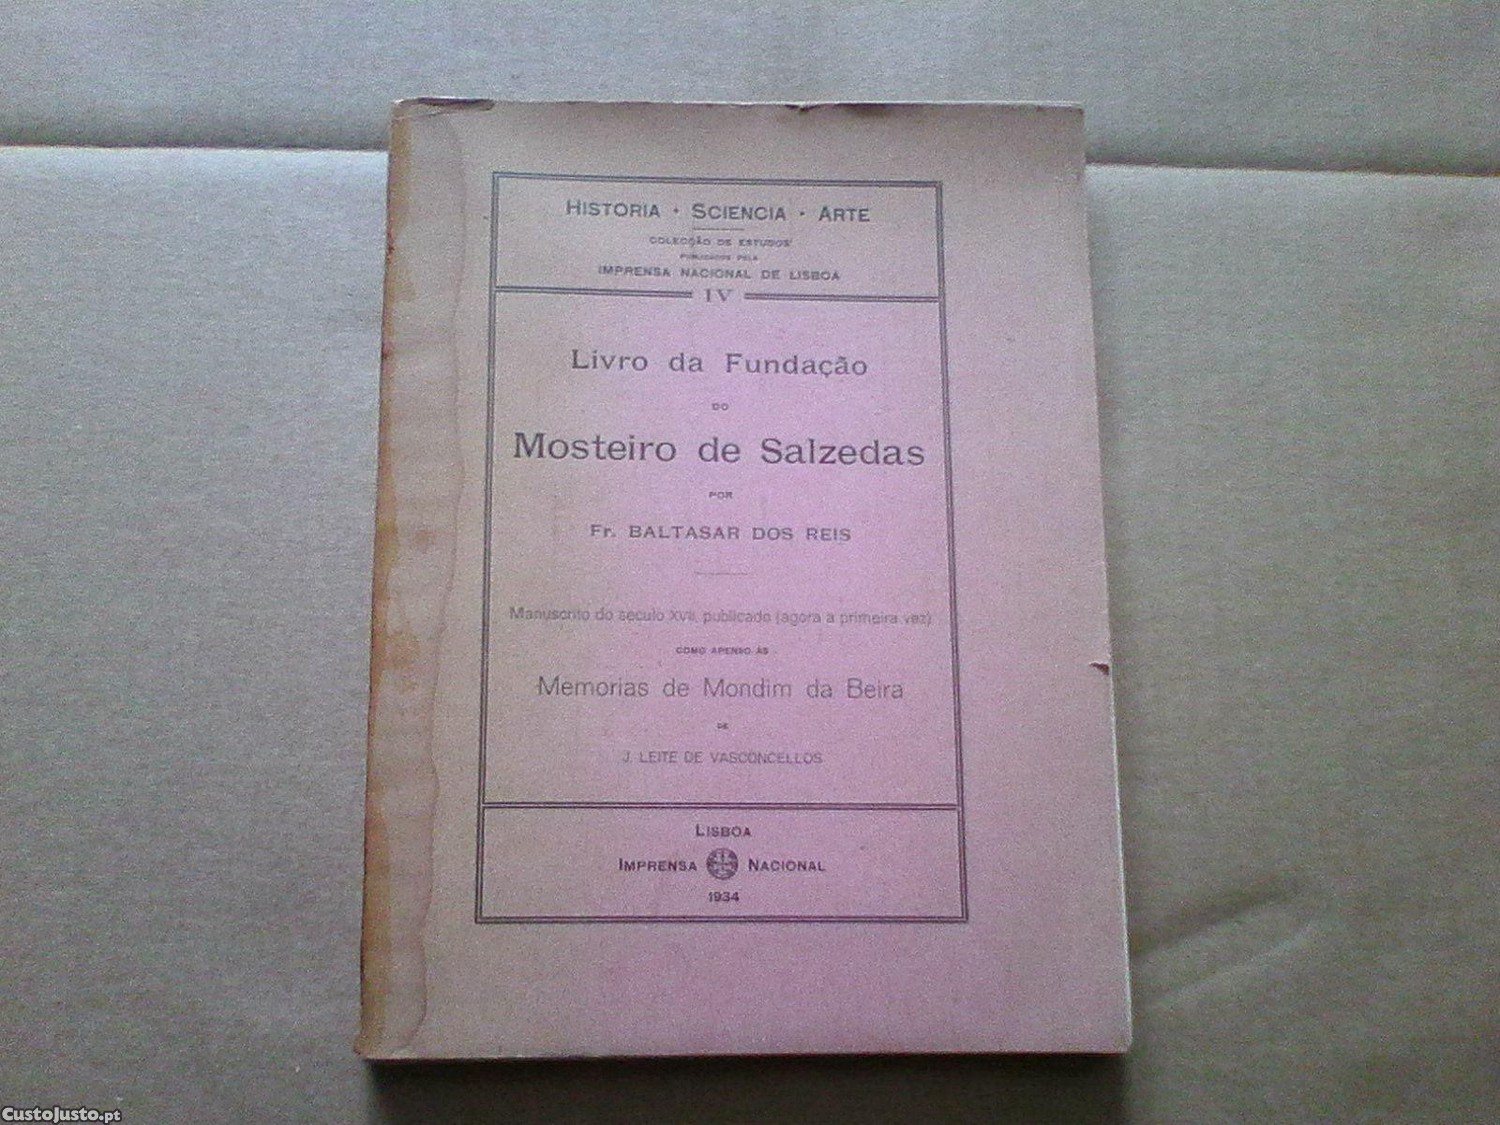 HISTORIA · SCIENCIA · ARTE
COLECÇÃO DE ESTUDOS
PUBLICADOS PELA
IMPRENSA NACIONAL DE LISBOA
IV
Livro da Fundação
DO
Mosteiro de Salzedas
POR
Fr. BALTASAR DOS REIS
Manuscrito do seculo XVII, publicado (agora a primeira vez)
COMO APENSO ÀS
Memorias de Mondim da Beira
DE
J. LEITE DE VASCONCELLOS
LISBOA
IMPRENSA NACIONAL
1934
CustoJusto.pt